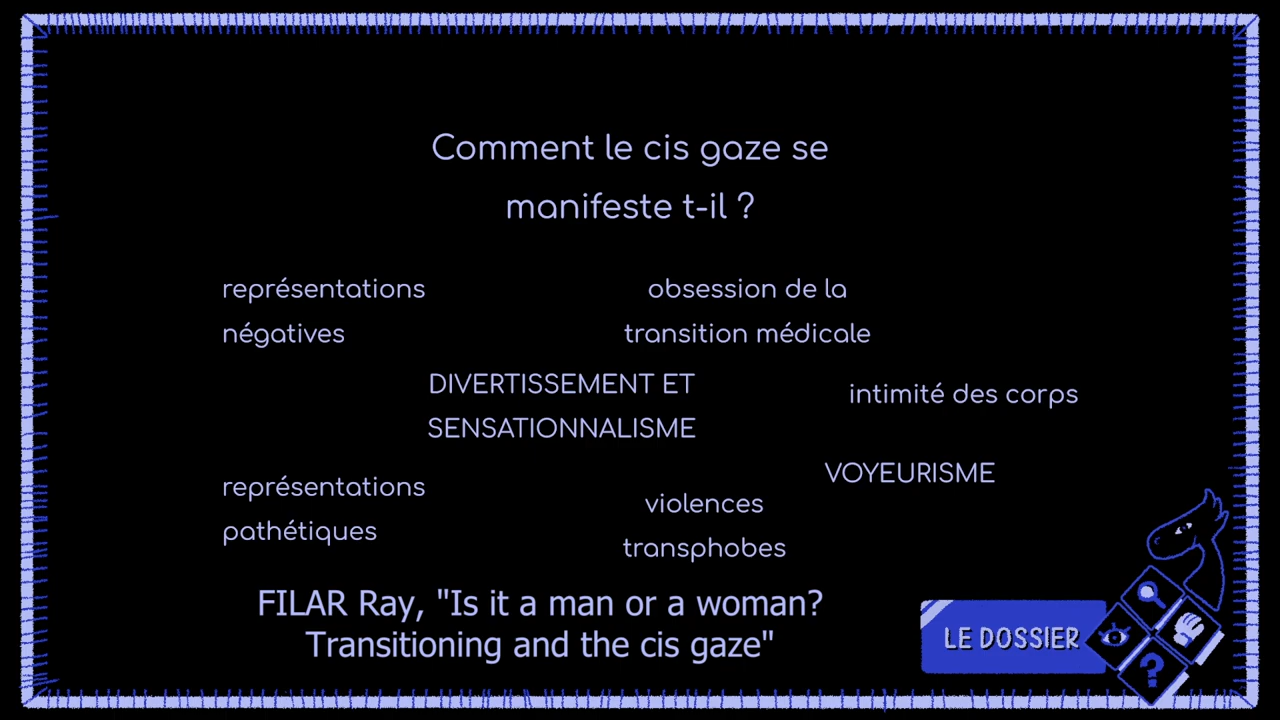 Comment le cis gaze se
manifeste t-il ?
représentations
négatives
obsession de la
transition médicale
DIVERTISSEMENT ET
SENSATIONNALISME
intimité des corps
VOYEURISME
représentations
pathétiques
violences
transphobes
FILAR Ray, "Is it a man or a woman?
Transitioning and the cis gaze"
LE DOSSIER
?